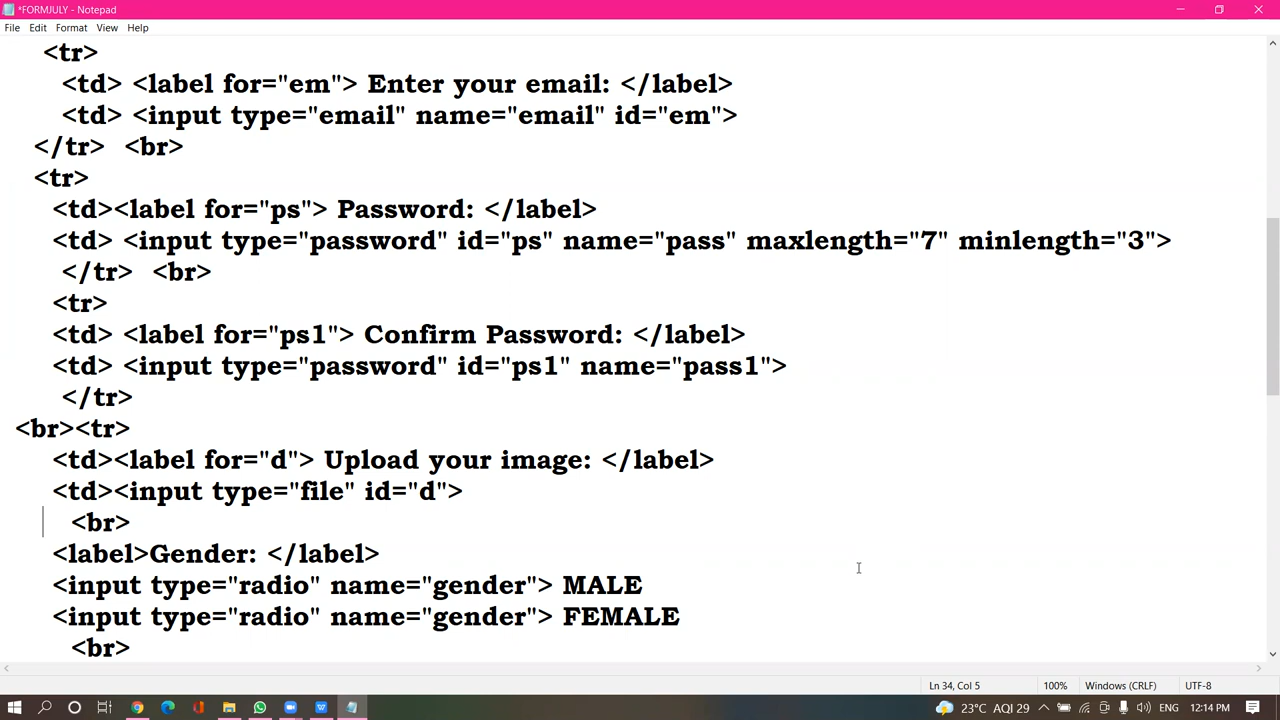 *FORMJULY - Notepad
File Edit Format View Help
<tr>
<td> <label for="em"> Enter your email: </label>
<td> <input type="email" name="email" id="em">
</tr> <br>
<tr>
<td><label for="ps"> Password: </label>
<td> <input type="password" id="ps" name="pass" maxlength="7" minlength="3">
</tr> <br>
<tr>
<td> <label for="ps1"> Confirm Password: </label>
<td> <input type="password" id="ps1" name="pass1">
</tr>
<br><tr>
<td><label for="d"> Upload your image: </label>
<td><input type="file" id="d">
<br>
<label>Gender: </label>
<input type="radio" name="gender"> MALE
<input type="radio" name="gender"> FEMALE
<br>
Ln 34, Col 5 100% Windows (CRLF) UTF-8
23°C AQI 29 ENG 12:14 PM